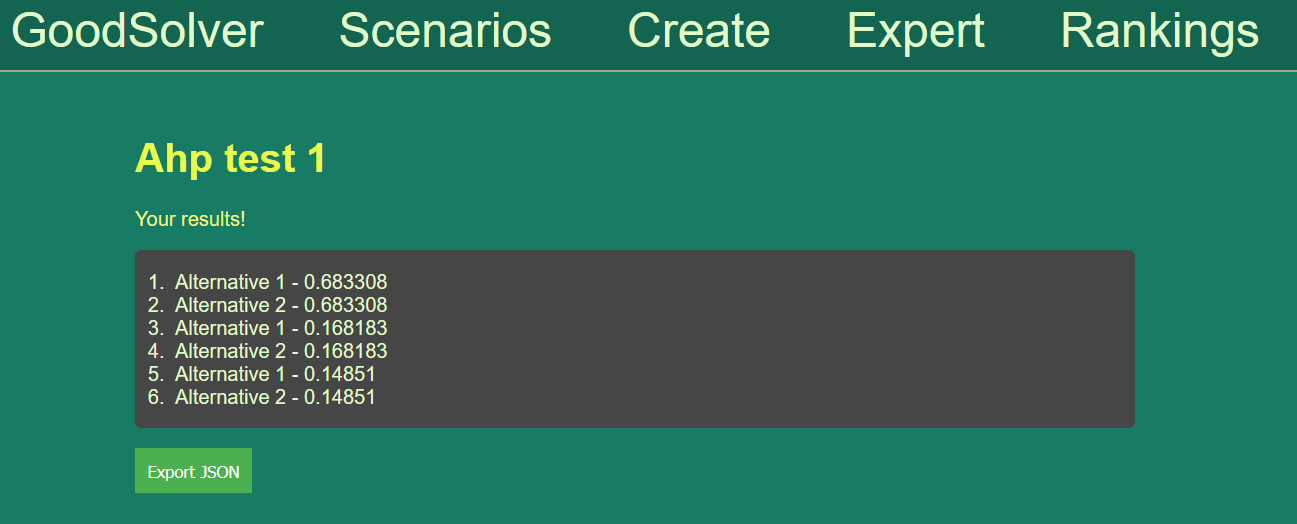 GoodSolver Scenarios Create Expert Rankings
Ahp test 1
Your results!
1. Alternative 1 - 0.683308
2. Alternative 2 - 0.683308
3. Alternative 1 - 0.168183
4. Alternative 2 - 0.168183
5. Alternative 1 - 0.14851
6. Alternative 2 - 0.14851
Export JSON